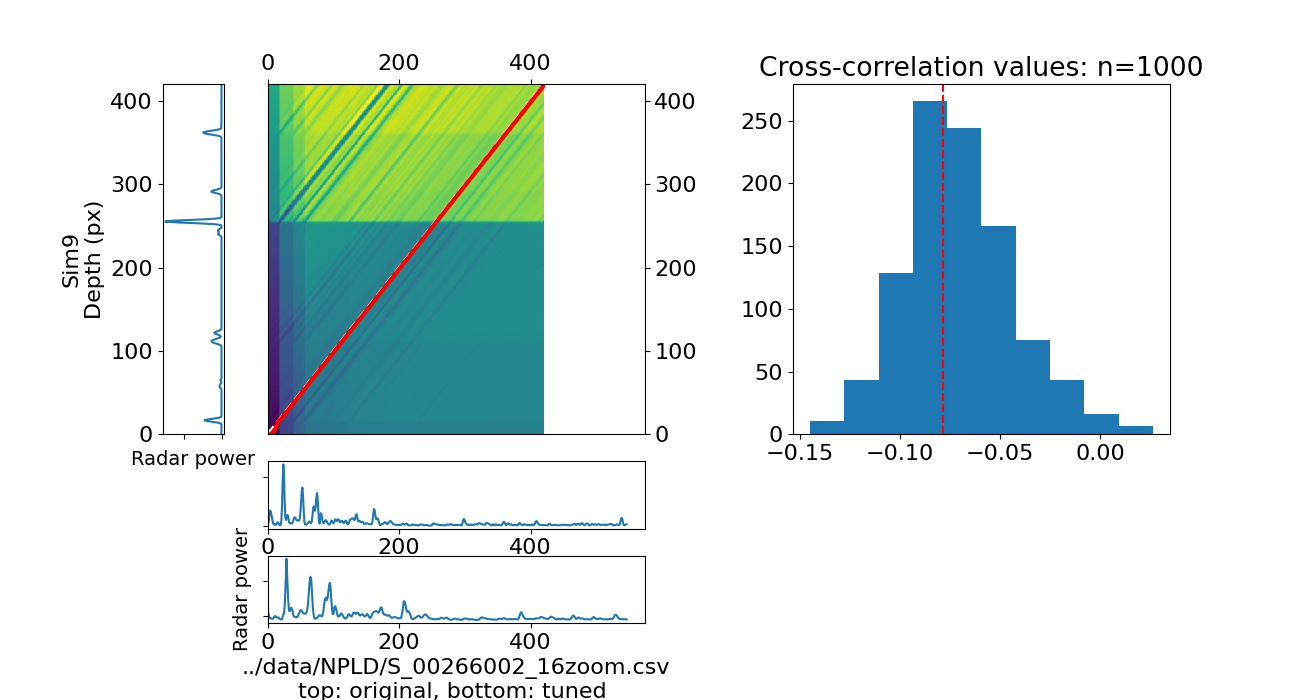 0 200 400
Cross-correlation values: n=1000
400
300
200
100
0
Sim9
Depth (px)
Radar power
400
300
200
100
0
250
200
150
100
50
0
−0.15 −0.10 −0.05 0.00
0 200 400
Radar power
0 200 400
../data/NPLD/S_00266002_16zoom.csv
top: original, bottom: tuned